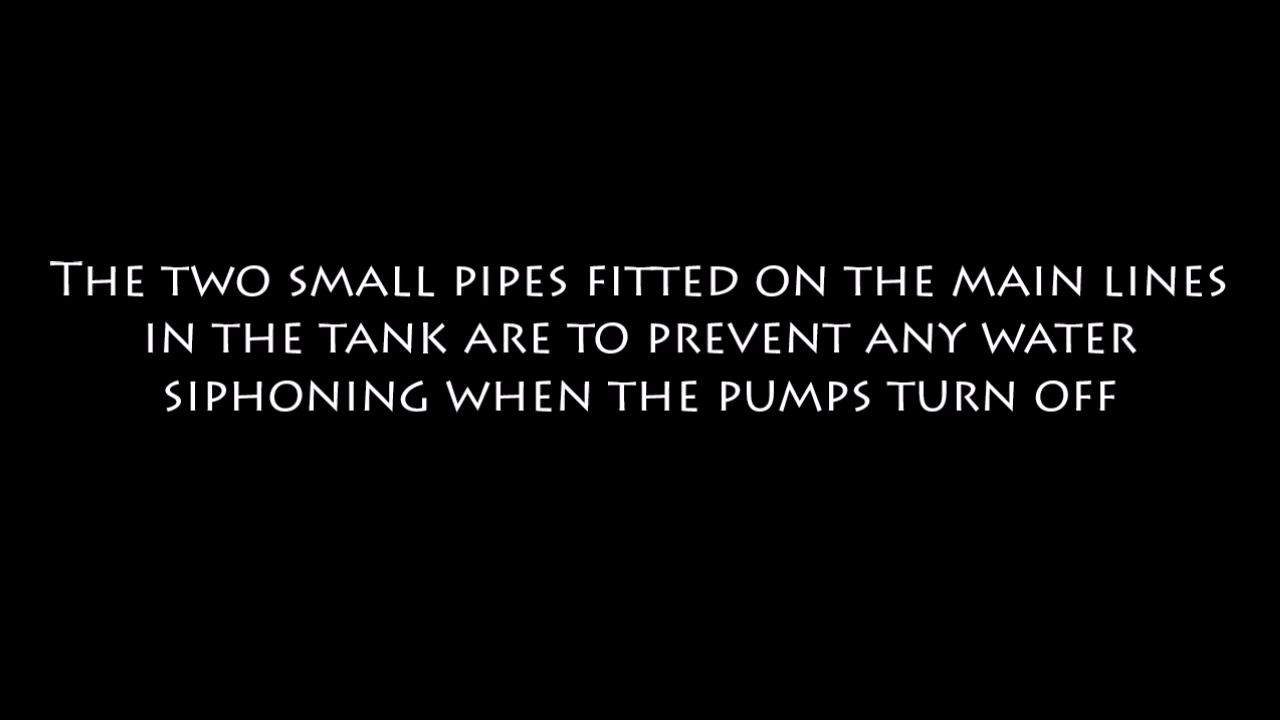 The two small pipes fitted on the main lines
in the tank are to prevent any water
siphoning when the pumps turn off